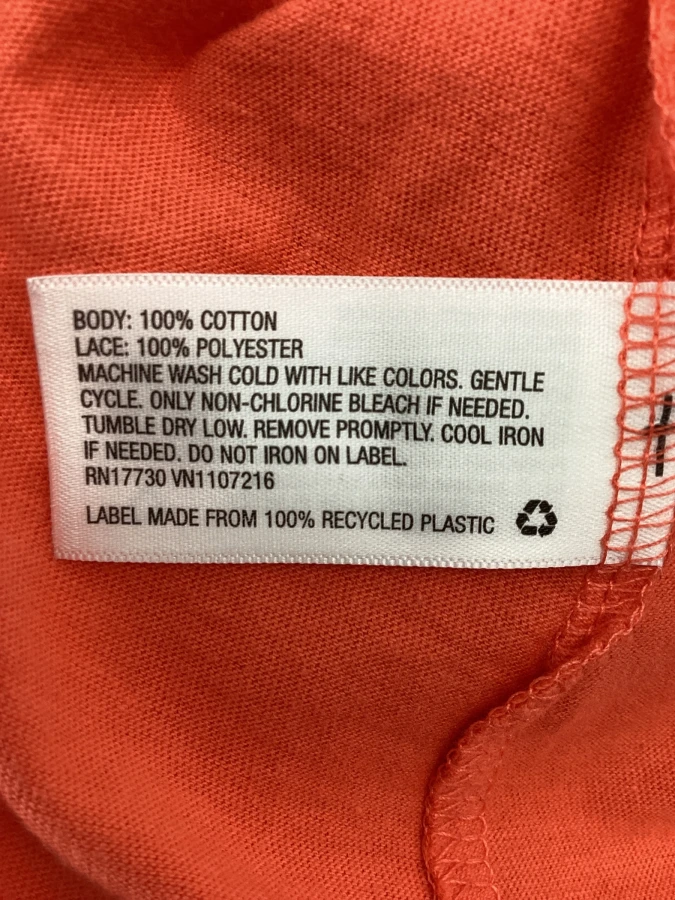 BODY: 100% COTTON
LACE: 100% POLYESTER
MACHINE WASH COLD WITH LIKE COLORS. GENTLE
CYCLE. ONLY NON-CHLORINE BLEACH IF NEEDED.
TUMBLE DRY LOW. REMOVE PROMPTLY. COOL IRON
IF NEEDED. DO NOT IRON ON LABEL.
RN17730 VN1107216
LABEL MADE FROM 100% RECYCLED PLASTIC